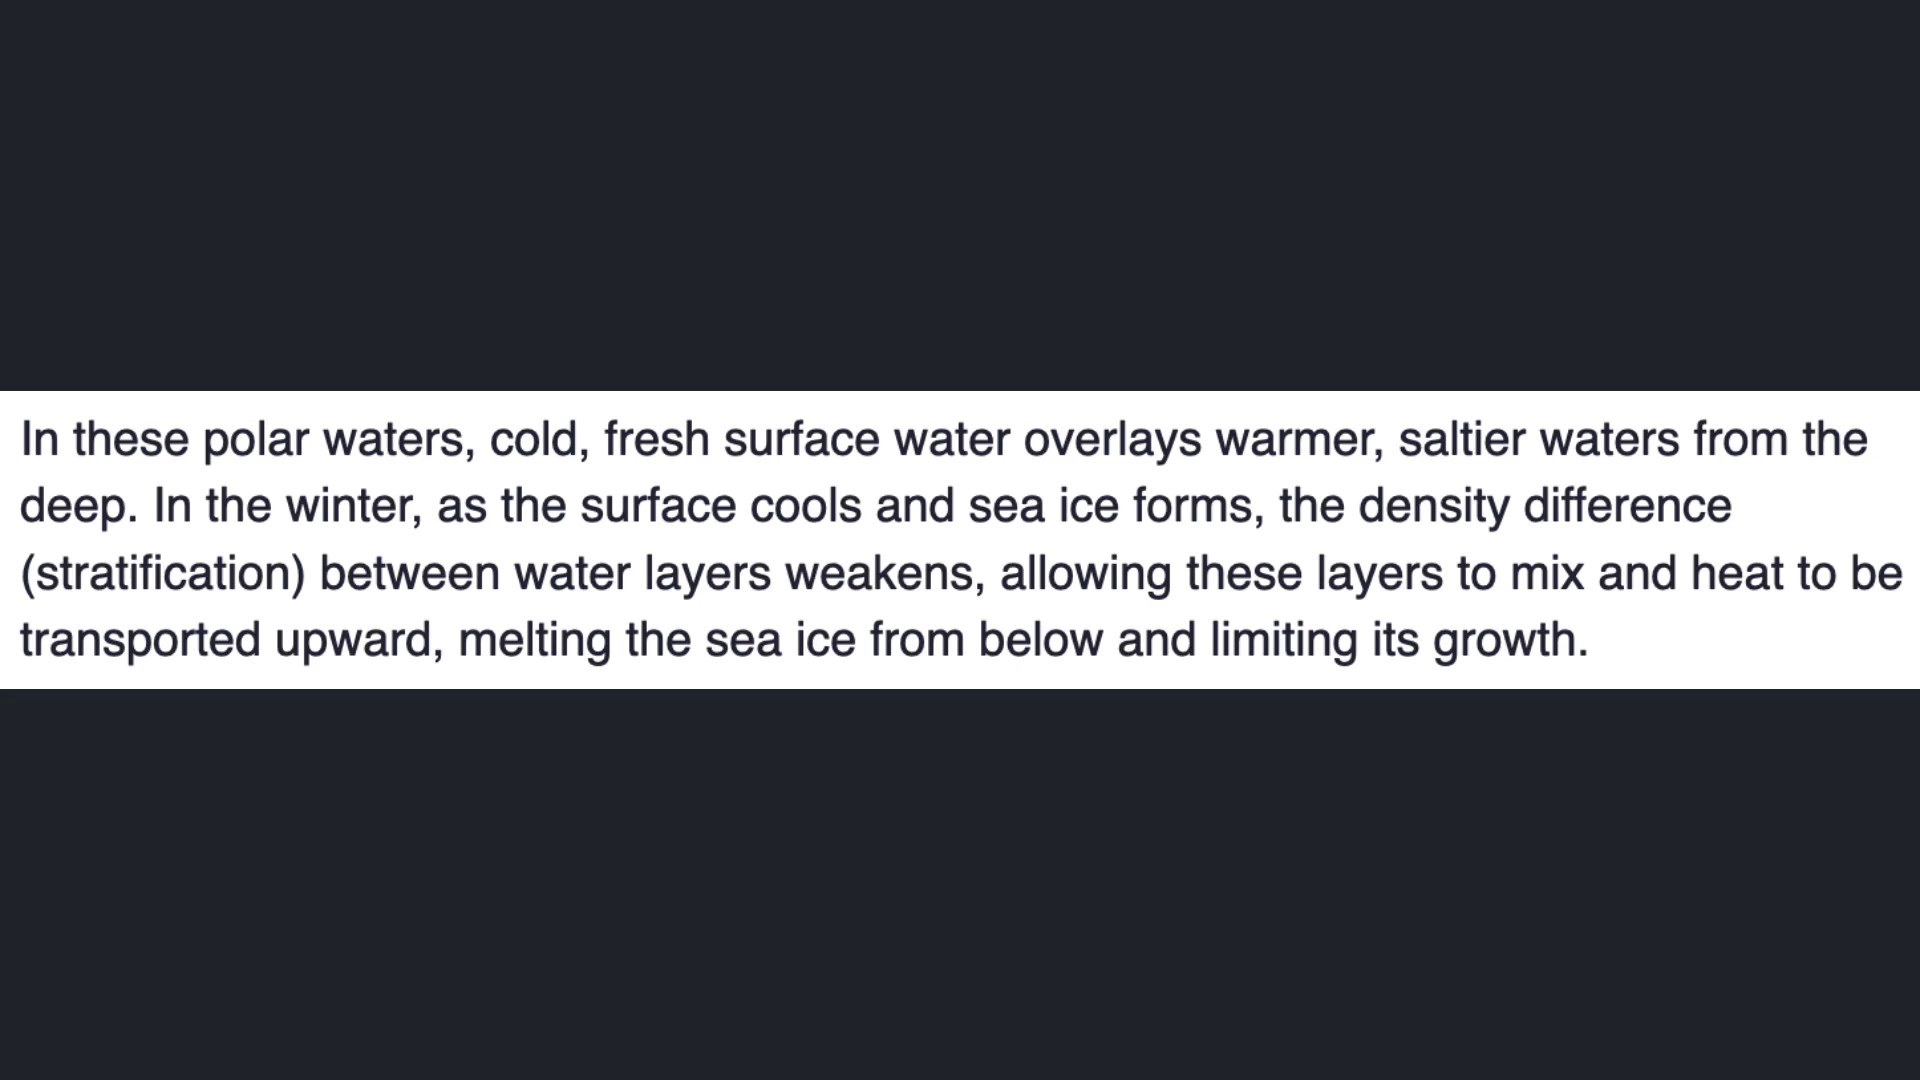 In these polar waters, cold, fresh surface water overlays warmer, saltier waters from the
deep. In the winter, as the surface cools and sea ice forms, the density difference
(stratification) between water layers weakens, allowing these layers to mix and heat to be
transported upward, melting the sea ice from below and limiting its growth.